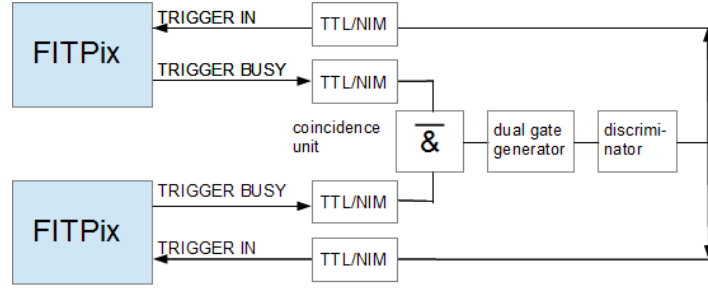 TRIGGER IN
TTL/NIM
FITPix
TRIGGER BUSY
TTL/NIM
coincidence
unit
&
dual gate
generator
discrimi-
nator
TRIGGER BUSY
TTL/NIM
FITPix
TRIGGER IN
TTL/NIM